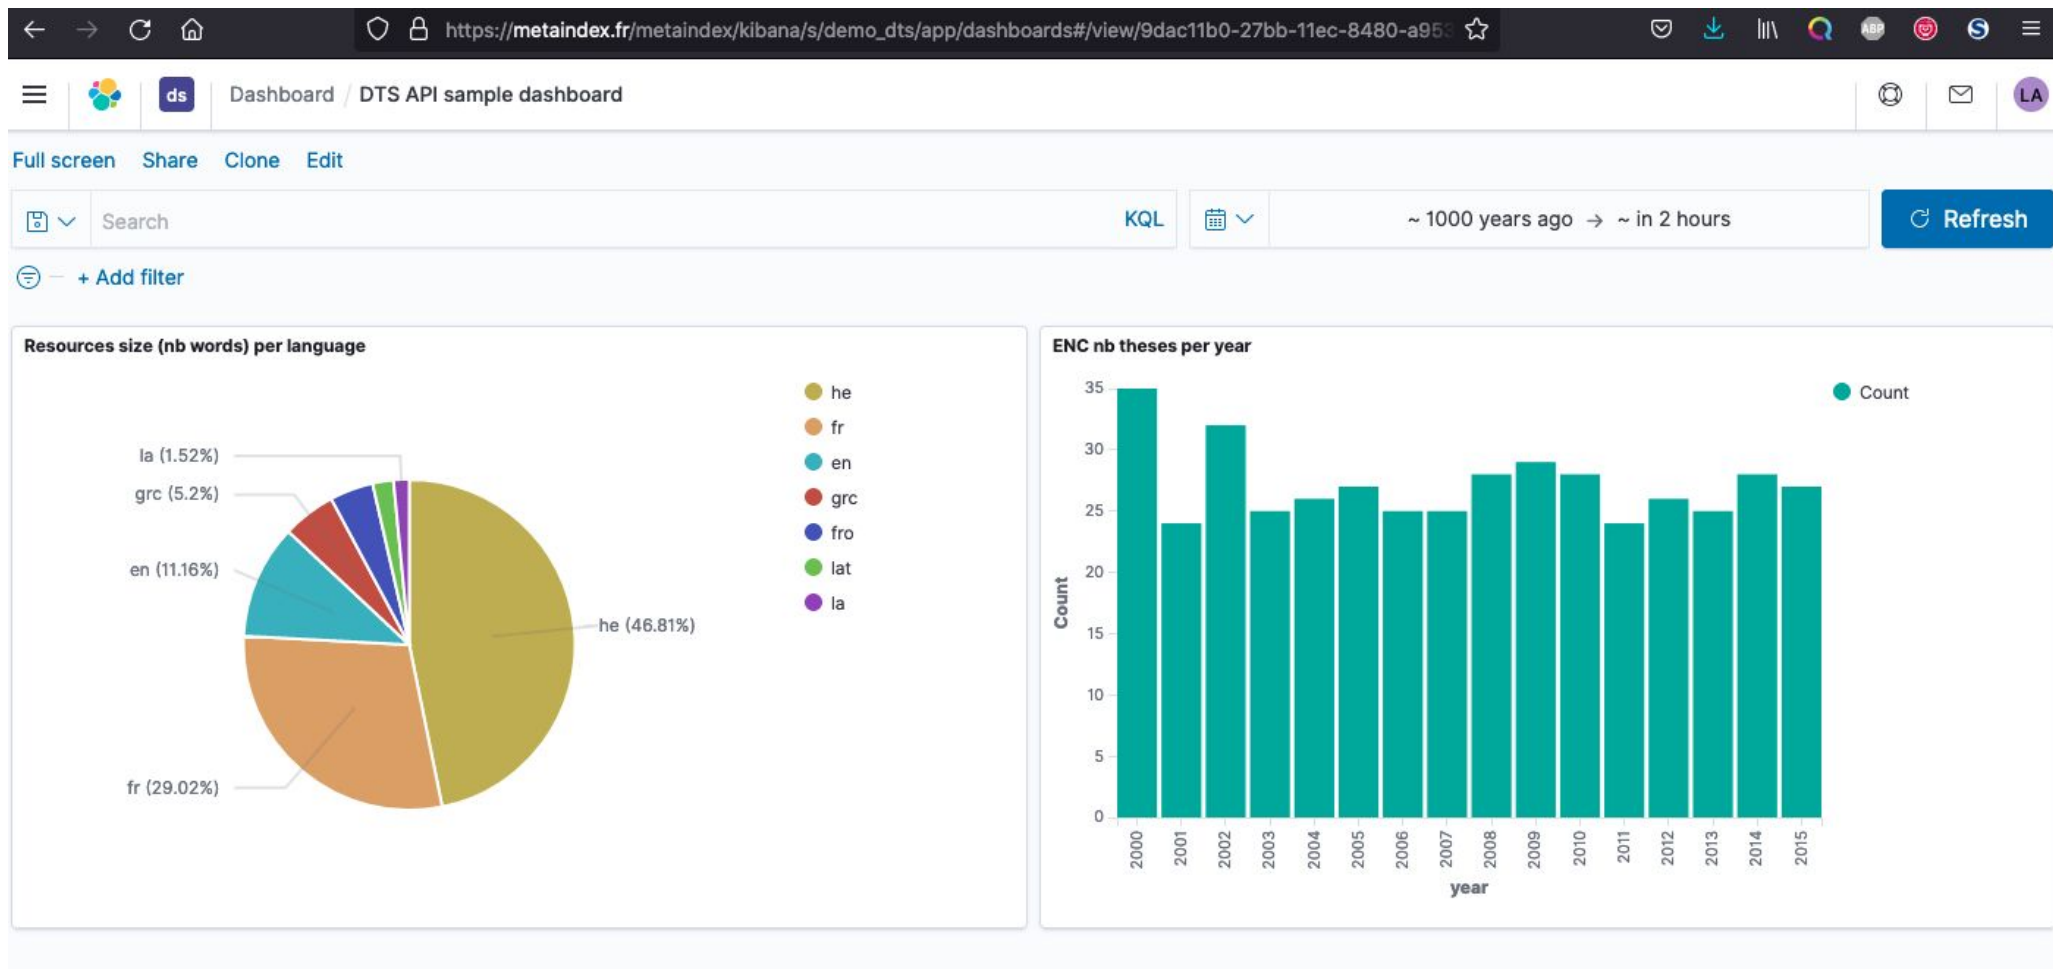 https://metaindex.fr/metaindex/kibana/s/demo_dts/app/dashboards#/view/9dac11b0-27bb-11ec-8480-a953
ABP
S
ds
Dashboard / DTS API sample dashboard
LA
Full screen Share Clone Edit
Search KQL ~ 1000 years ago → ~ in 2 hours Refresh
+ Add filter
Resources size (nb words) per language
he
fr
en
grc
fro
lat
la
la (1.52%)
grc (5.2%)
en (11.16%)
he (46.81%)
fr (29.02%)
ENC nb theses per year
Count
35
30
25
20
15
10
5
0
Count
2000 2001 2002 2003 2004 2005 2006 2007 2008 2009 2010 2011 2012 2013 2014 2015
year